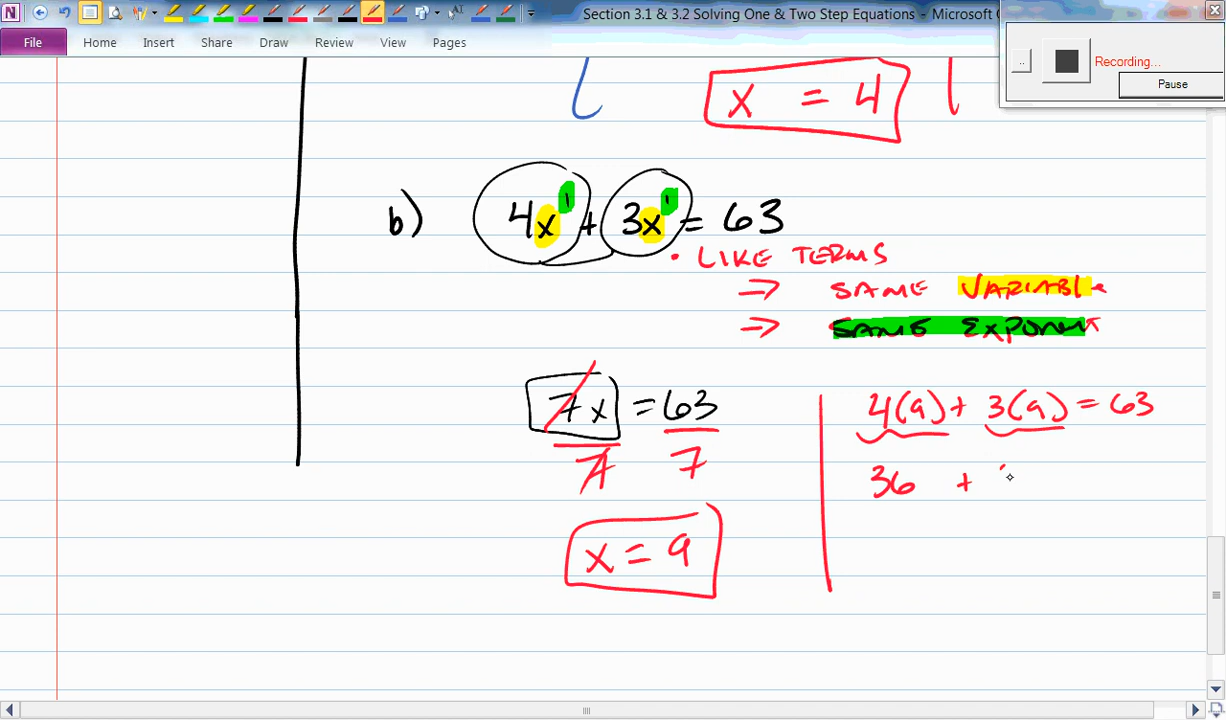 Section 3.1 & 3.2 Solving One & Two Step Equations - Microsoft
File Home Insert Share Draw Review View Pages
Recording...
Pause
x = 4
b) 4x¹ + 3x¹ = 63
• LIKE TERMS
⇒ SAME VARIABLE
⇒ SAME EXPONENT
7x = 63
7 7
x = 9
4(9) + 3(9) = 63
36 +